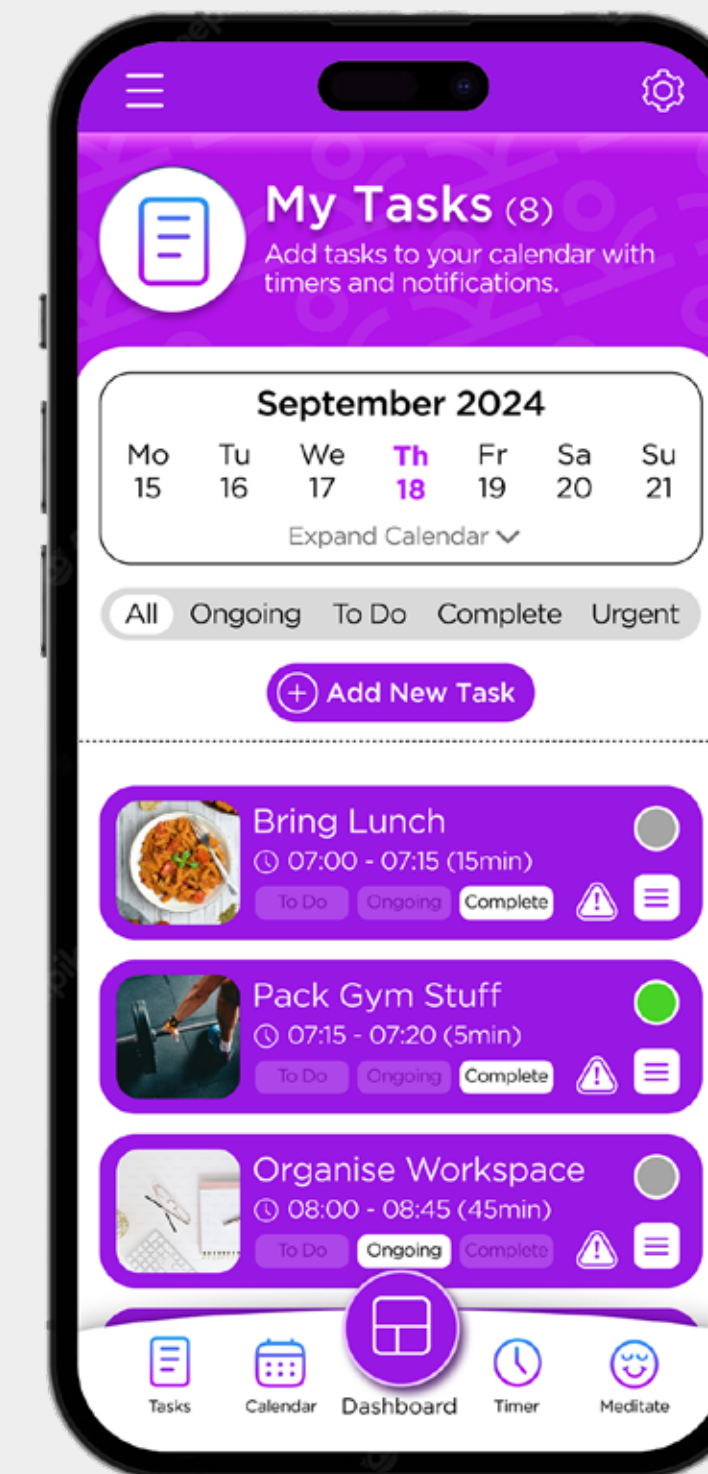 My Tasks (8)
Add tasks to your calendar with
timers and notifications.
September 2024
Mo Tu We Th Fr Sa Su
15 16 17 18 19 20 21
Expand Calendar
All Ongoing To Do Complete Urgent
Add New Task
Bring Lunch
07:00 - 07:15 (15min)
To Do Ongoing Complete
Pack Gym Stuff
07:15 - 07:20 (5min)
To Do Ongoing Complete
Organise Workspace
08:00 - 08:45 (45min)
To Do Ongoing Complete
Tasks Calendar Dashboard Timer Meditate